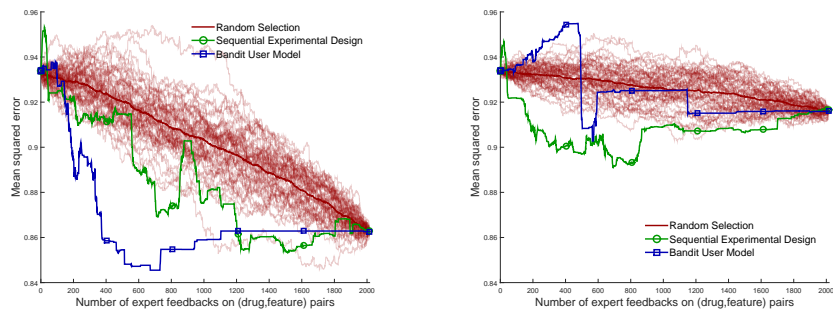 0.96
0.94
0.92
0.9
0.88
0.86
0.84
Mean squared error
0 200 400 600 800 1000 1200 1400 1600 1800 2000
Number of expert feedbacks on (drug,feature) pairs
Random Selection
Sequential Experimental Design
Bandit User Model
0.96
0.94
0.92
0.9
0.88
0.86
0.84
Mean squared error
0 200 400 600 800 1000 1200 1400 1600 1800 2000
Number of expert feedbacks on (drug,feature) pairs
Random Selection
Sequential Experimental Design
Bandit User Model